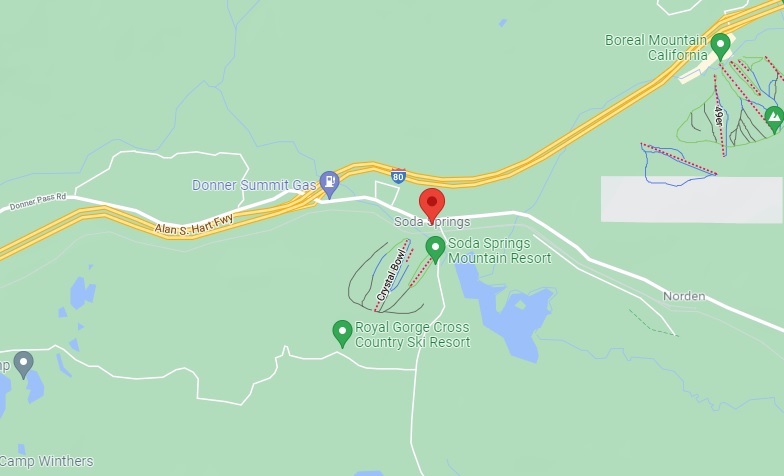 Boreal Mountain
California
49er
Donner Summit Gas
80
Donner Pass Rd
Alan S. Hart Fwy
Soda Springs
Soda Springs
Mountain Resort
Crystal Bowl
Norden
Royal Gorge Cross
Country Ski Resort
Camp Winthers